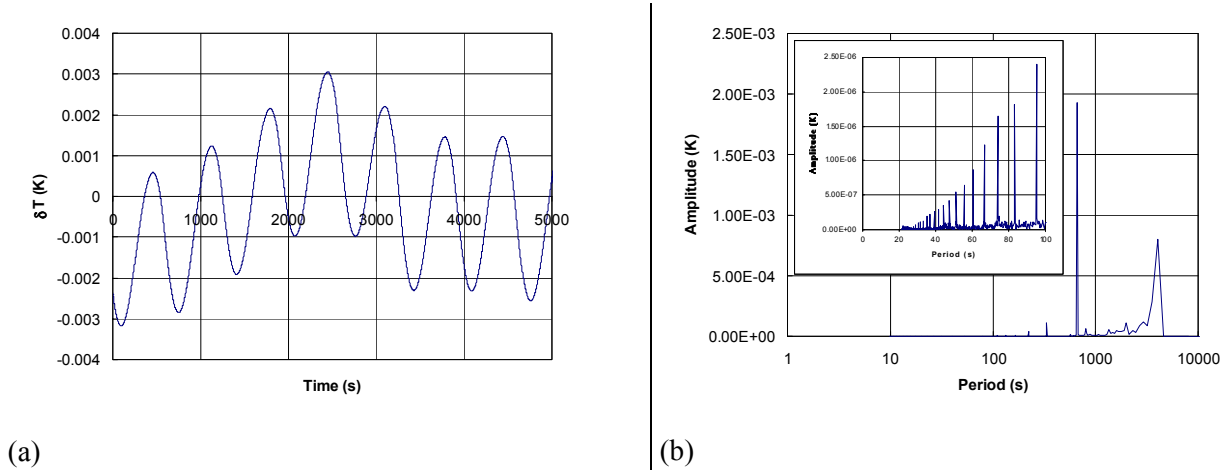 0.004
0.003
0.002
0.001
0
-0.001
-0.002
-0.003
-0.004
δT (K)
0 1000 2000 3000 4000 5000
Time (s)
(a)
2.50E-03
2.00E-03
1.50E-03
1.00E-03
5.00E-04
0.00E+00
Amplitude (K)
1 10 100 1000 10000
Period (s)
2.50E-06
2.00E-06
1.50E-06
1.00E-06
5.00E-07
0.00E+00
Amplitude (K)
0 20 40 60 80 100
Period (s)
(b)